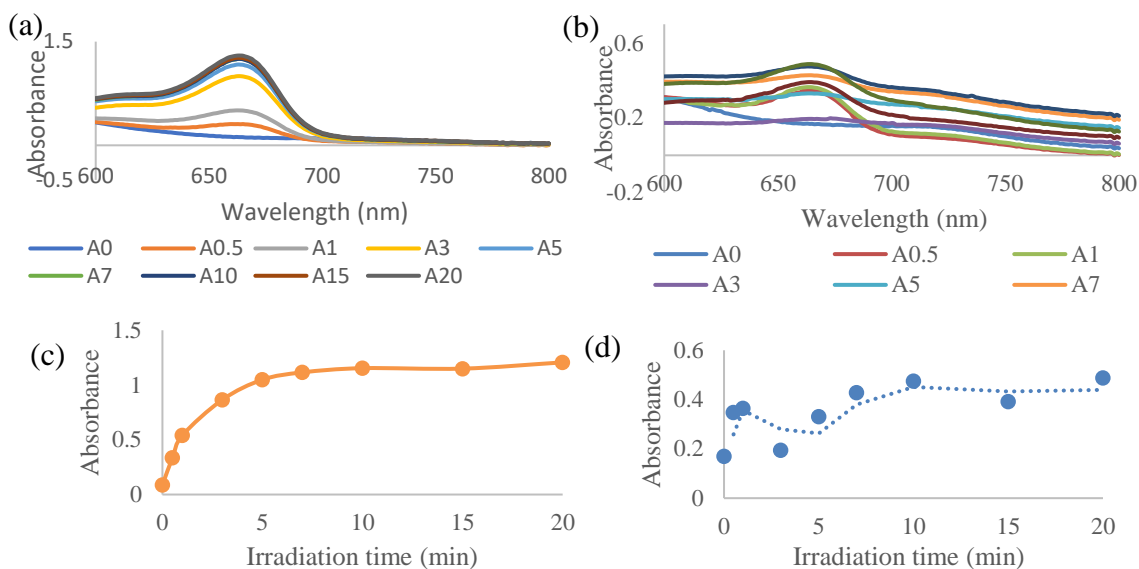 (a)
1.5
-0.5
Absorbance
600 650 700 750 800
Wavelength (nm)
A0 A0.5 A1 A3 A5
A7 A10 A15 A20
(b)
0.6
0.2
-0.2
Absorbance
600 650 700 750 800
Wavelength (nm)
A0 A0.5 A1
A3 A5 A7
(c)
1.5
1
0.5
0
Absorbance
0 5 10 15 20
Irradiation time (min)
(d)
0.6
0.4
0.2
0
Absorbance
0 5 10 15 20
Irradiation time (min)